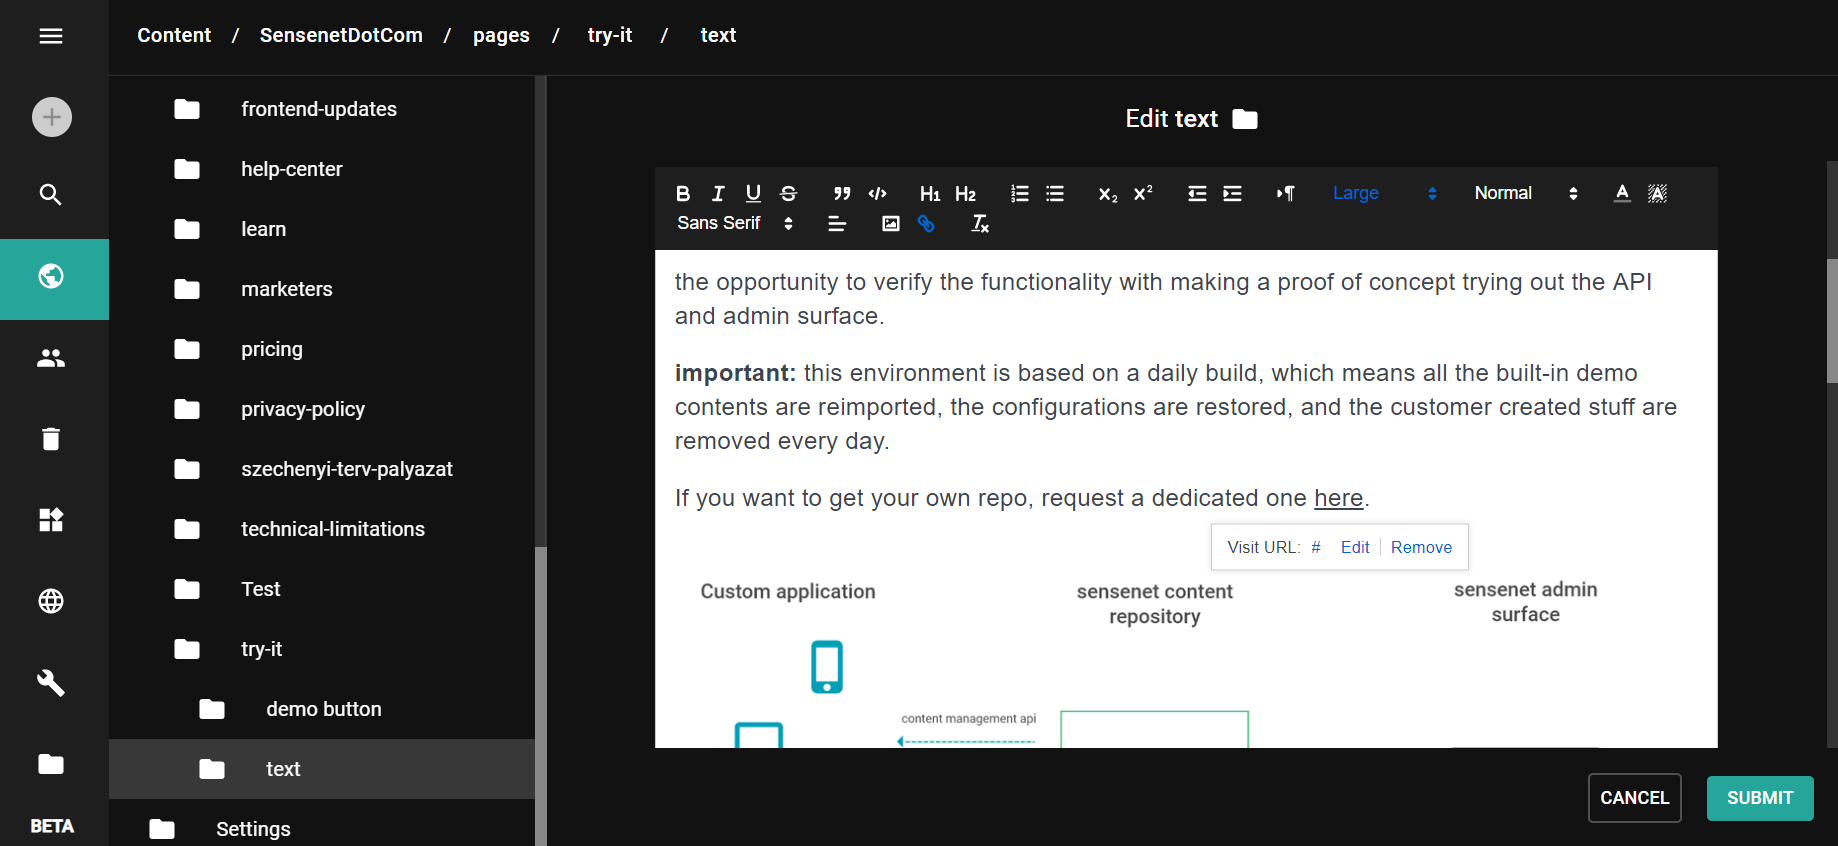 Content / SensenetDotCom / pages / try-it / text
frontend-updates
help-center
learn
marketers
pricing
privacy-policy
szechenyi-terv-palyazat
technical-limitations
Test
try-it
demo button
text
Settings
BETA
Edit text
B I U S H1 H2 X2 X2 Large Normal A A
Sans Serif Tx
the opportunity to verify the functionality with making a proof of concept trying out the API
and admin surface.
important: this environment is based on a daily build, which means all the built-in demo
contents are reimported, the configurations are restored, and the customer created stuff are
removed every day.
If you want to get your own repo, request a dedicated one here.
Visit URL: # Edit Remove
Custom application
sensenet content
repository
sensenet admin
surface
content management api
CANCEL
SUBMIT